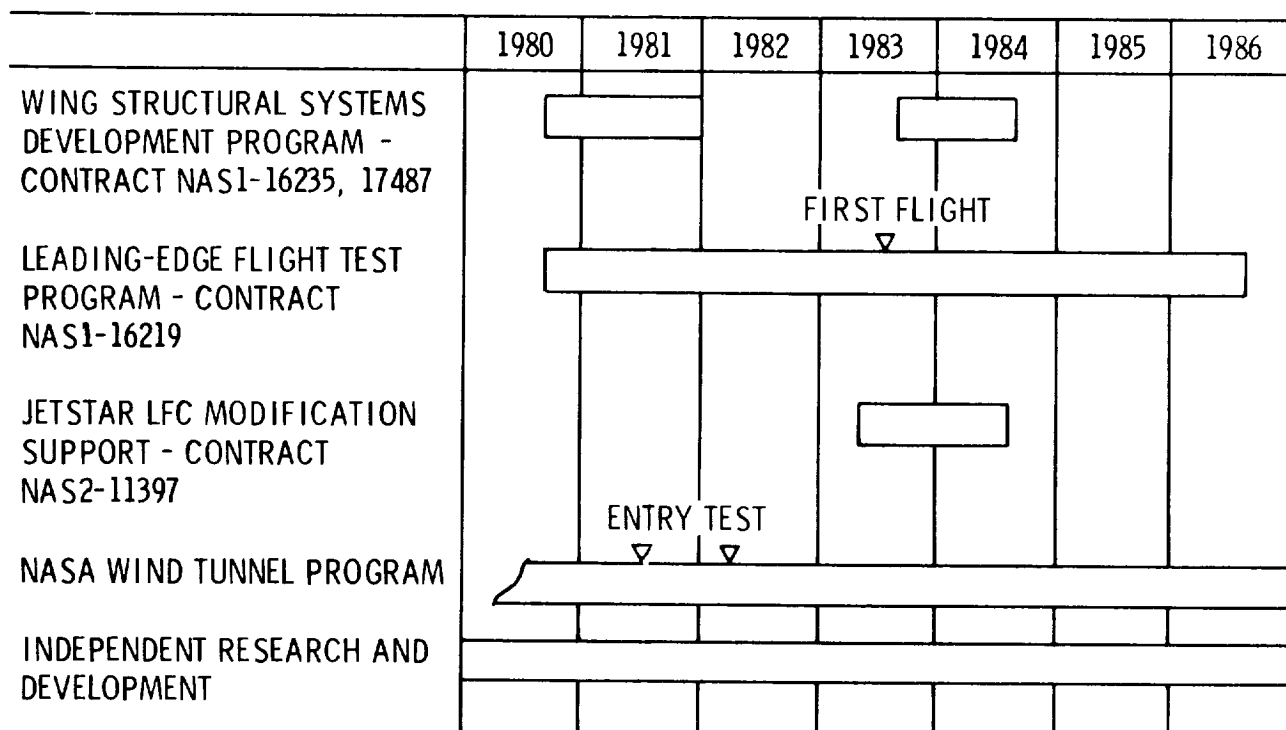 1980 1981 1982 1983 1984 1985 1986
WING STRUCTURAL SYSTEMS
DEVELOPMENT PROGRAM -
CONTRACT NAS1-16235, 17487
FIRST FLIGHT
LEADING-EDGE FLIGHT TEST
PROGRAM - CONTRACT
NAS1-16219
JETSTAR LFC MODIFICATION
SUPPORT - CONTRACT
NAS2-11397
ENTRY TEST
NASA WIND TUNNEL PROGRAM
INDEPENDENT RESEARCH AND
DEVELOPMENT